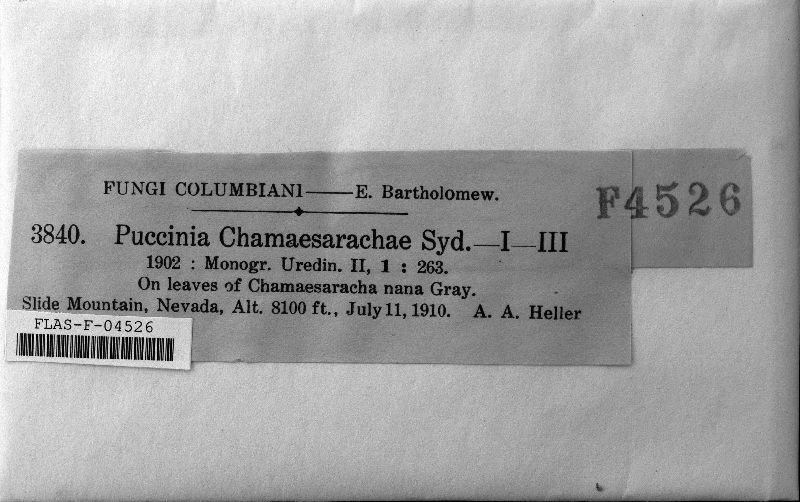 FUNGI COLUMBIANI——E. Bartholomew.
F4526
3840. Puccinia Chamaesarachae Syd.—I—III
1902 : Monogr. Uredin. II, 1 : 263.
On leaves of Chamaesaracha nana Gray.
Slide Mountain, Nevada, Alt. 8100 ft., July 11, 1910. A. A. Heller
FLAS-F-04526